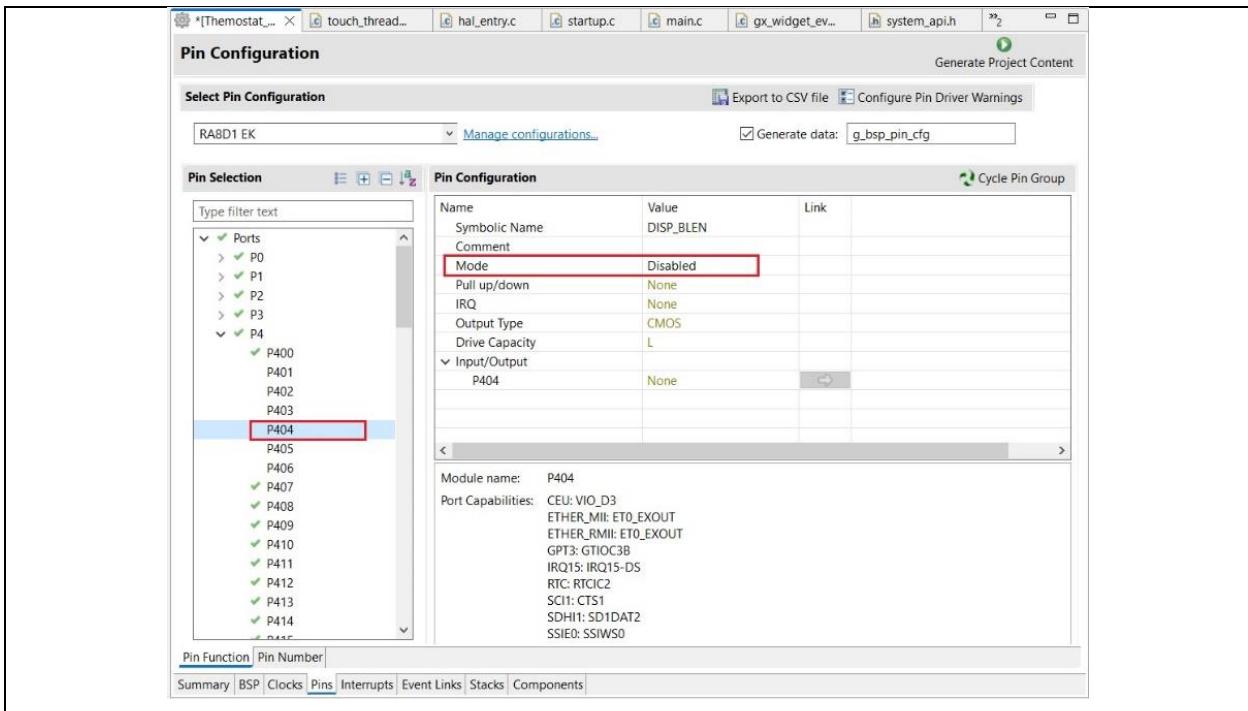 *[Themostat_... touch_thread... hal_entry.c startup.c main.c gx_widget_ev... system_api.h »2
Pin Configuration
Generate Project Content
Select Pin Configuration Export to CSV file Configure Pin Driver Warnings
RA8D1 EK Manage configurations... Generate data: g_bsp_pin_cfg
Pin Selection Pin Configuration Cycle Pin Group
Type filter text
Ports
P0
P1
P2
P3
P4
P400
P401
P402
P403
P404
P405
P406
P407
P408
P409
P410
P411
P412
P413
P414
P415
Name Value Link
Symbolic Name DISP_BLEN
Comment
Mode Disabled
Pull up/down None
IRQ None
Output Type CMOS
Drive Capacity L
Input/Output
P404 None
Module name: P404
Port Capabilities: CEU: VIO_D3
ETHER_MII: ET0_EXOUT
ETHER_RMII: ET0_EXOUT
GPT3: GTIOC3B
IRQ15: IRQ15-DS
RTC: RTCIC2
SCI1: CTS1
SDHI1: SD1DAT2
SSIE0: SSIWS0
Pin Function Pin Number
Summary BSP Clocks Pins Interrupts Event Links Stacks Components